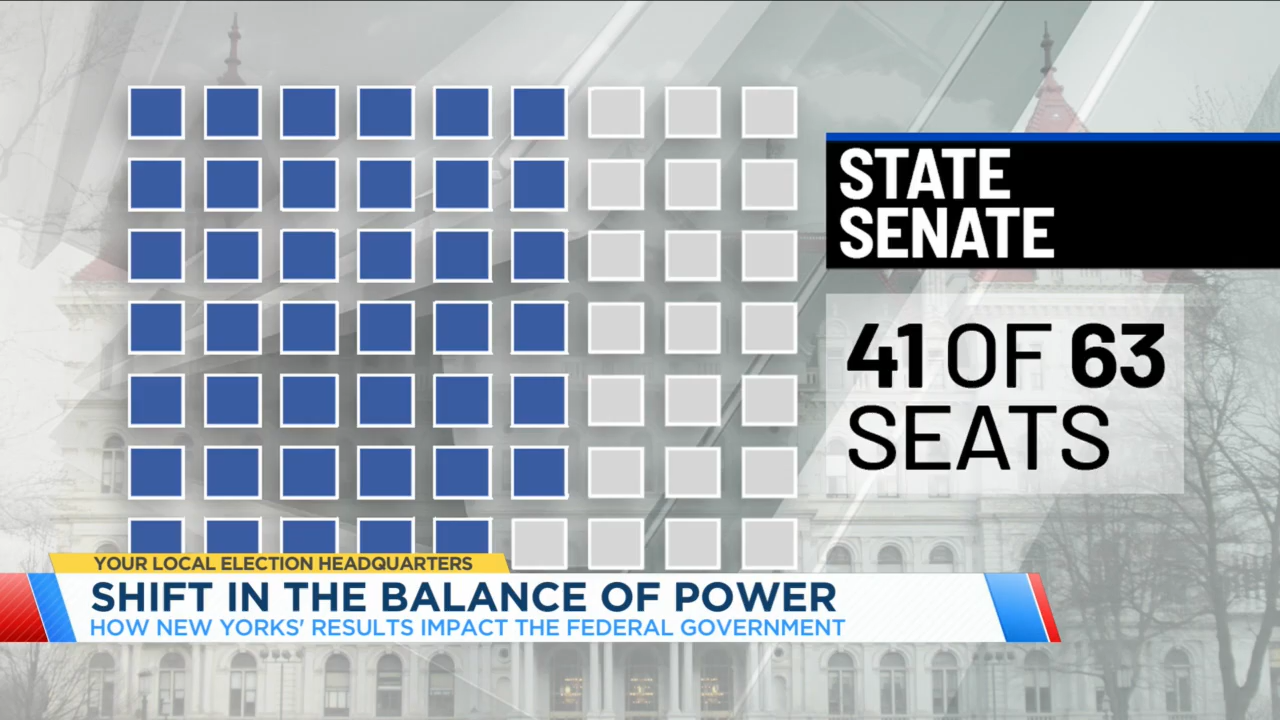 STATE
SENATE
41 OF 63
SEATS
YOUR LOCAL ELECTION HEADQUARTERS
SHIFT IN THE BALANCE OF POWER
HOW NEW YORKS' RESULTS IMPACT THE FEDERAL GOVERNMENT